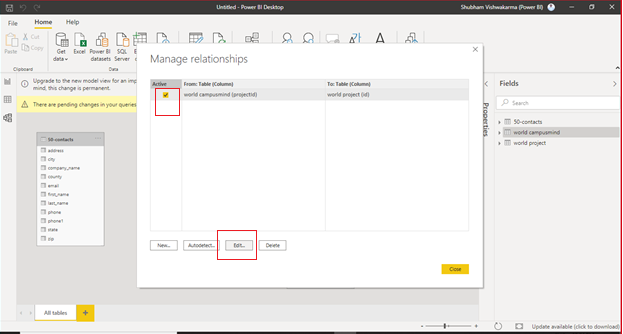 Untitled - Power BI Desktop
Shubham Vishwakarma (Power BI)
File
Home
Help
Paste
Cut
Copy
Clipboard
Get data
Excel
Power BI datasets
SQL Server
Data
Upgrade to the new model view for an
mind, this change is permanent.
There are pending changes in your queries
50-contacts
address
city
company_name
county
email
first_name
last_name
phone
phone1
state
zip
Manage relationships
Active
From: Table (Column)
To: Table (Column)
world campusmind (projectId)
world project (id)
New...
Autodetect...
Edit...
Delete
Close
Properties
Fields
Search
50-contacts
world campusmind
world project
All tables
Update available (click to download)